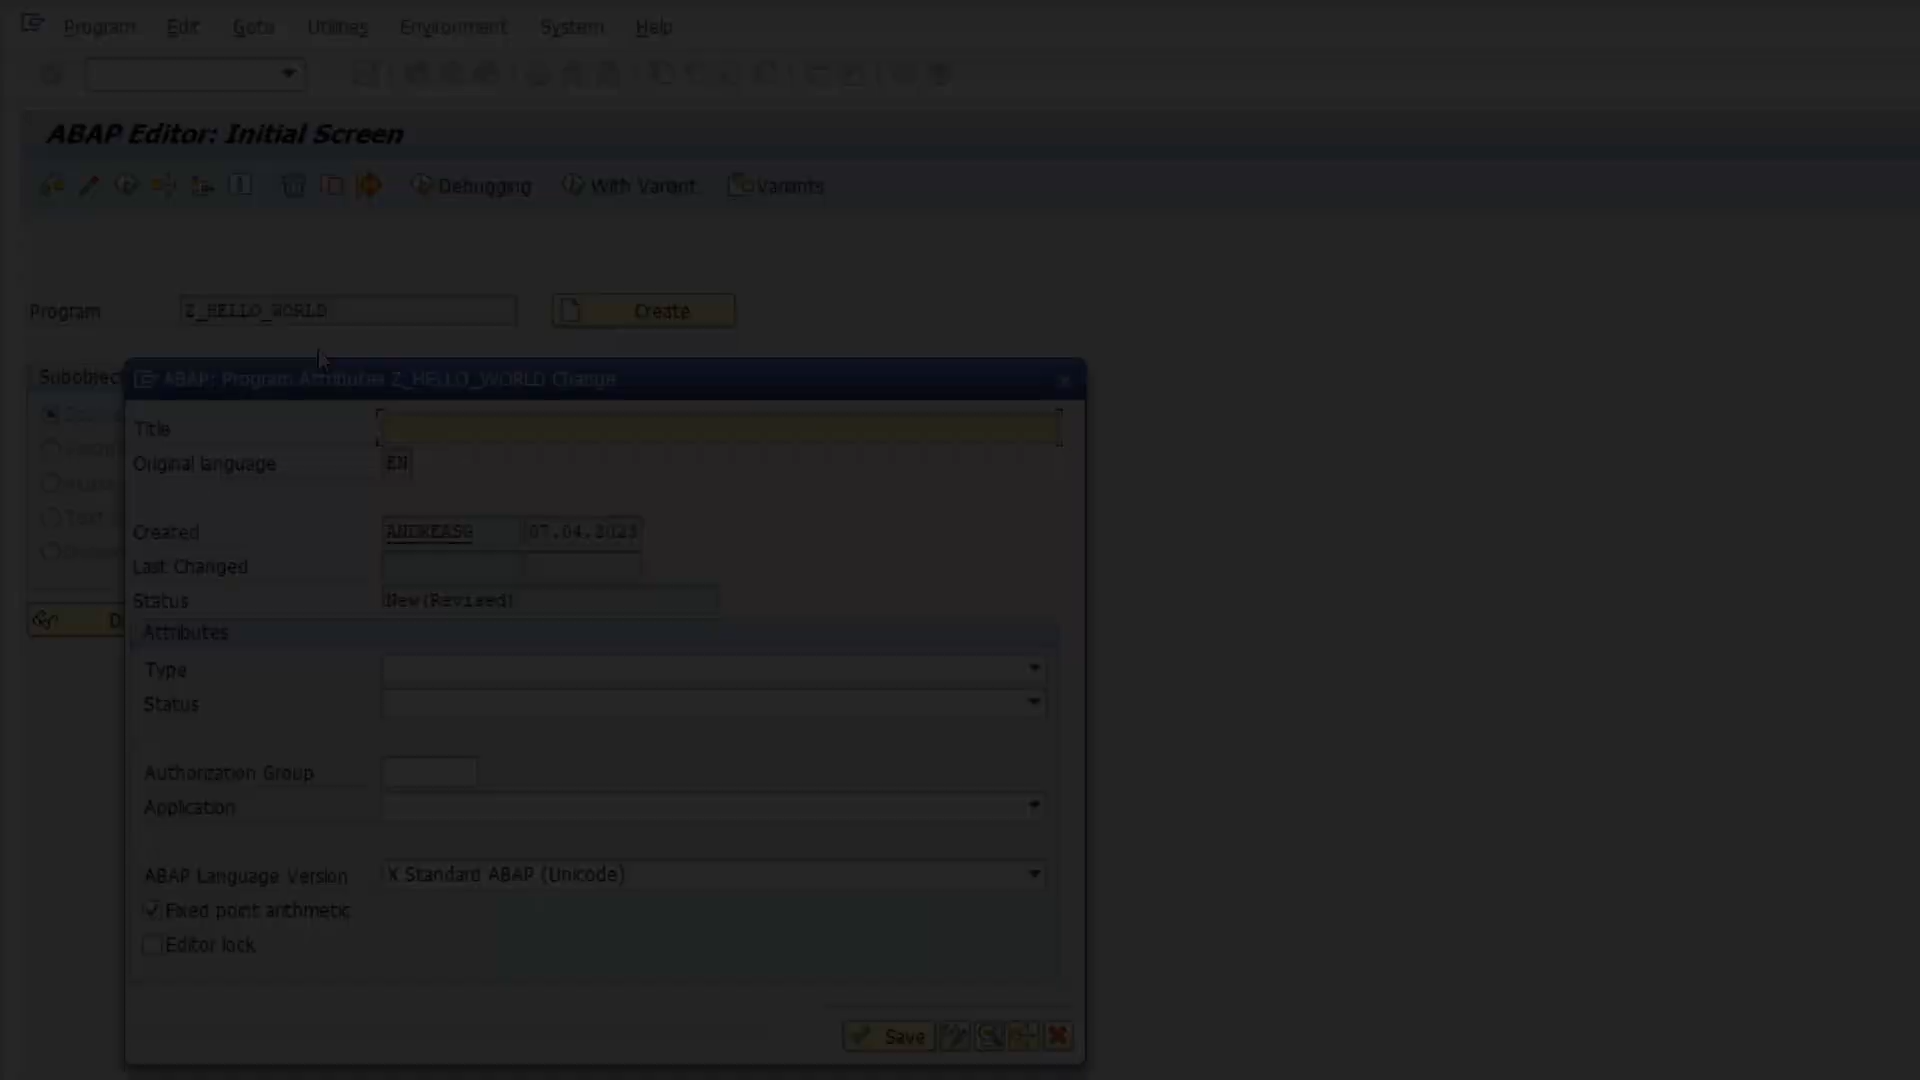 Program Edit Goto Utilities Environment System Help
ABAP Editor: Initial Screen
Debugging With Variant Variants
Program Z_HELLO_WORLD Create
Subobjec
ABAP: Program Attributes Z_HELLO_WORLD Change
Title
Original language EN
Created ANDREASG 07.04.2023
Last Changed
Status New(Revised)
Attributes
Type
Status
Authorization Group
Application
ABAP Language Version X Standard ABAP (Unicode)
Fixed point arithmetic
Editor lock
Save